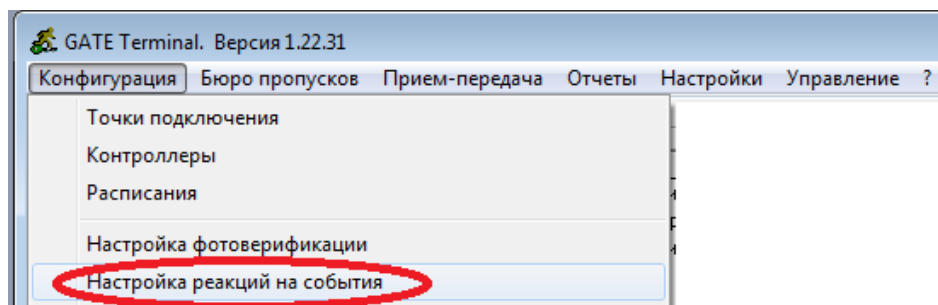 GATE Terminal. Версия 1.22.31
Конфигурация Бюро пропусков Прием-передача Отчеты Настройки Управление ?
Точки подключения
Контроллеры
Расписания
Настройка фотоверификации
Настройка реакций на события